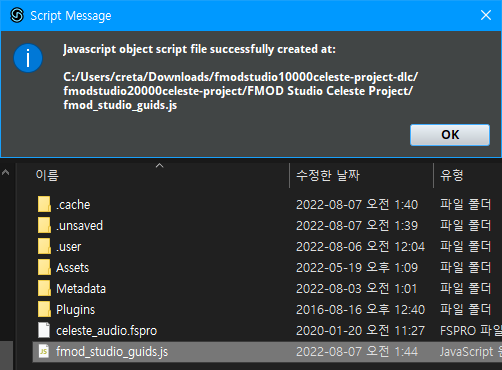 Script Message
Javascript object script file successfully created at:
C:/Users/creta/Downloads/fmodstudio10000celeste-project-dlc/
fmodstudio20000celeste-project/FMOD Studio Celeste Project/
fmod_studio_guids.js
OK
이름 수정한 날짜 유형
.cache 2022-08-07 오전 1:40 파일 폴더
.unsaved 2022-08-07 오전 1:39 파일 폴더
.user 2022-08-06 오전 12:04 파일 폴더
Assets 2022-05-19 오후 1:09 파일 폴더
Metadata 2022-08-03 오전 1:01 파일 폴더
Plugins 2016-08-16 오후 12:40 파일 폴더
celeste_audio.fspro 2020-01-20 오전 11:27 FSPRO 파
fmod_studio_guids.js 2022-08-07 오전 1:44 JavaScript